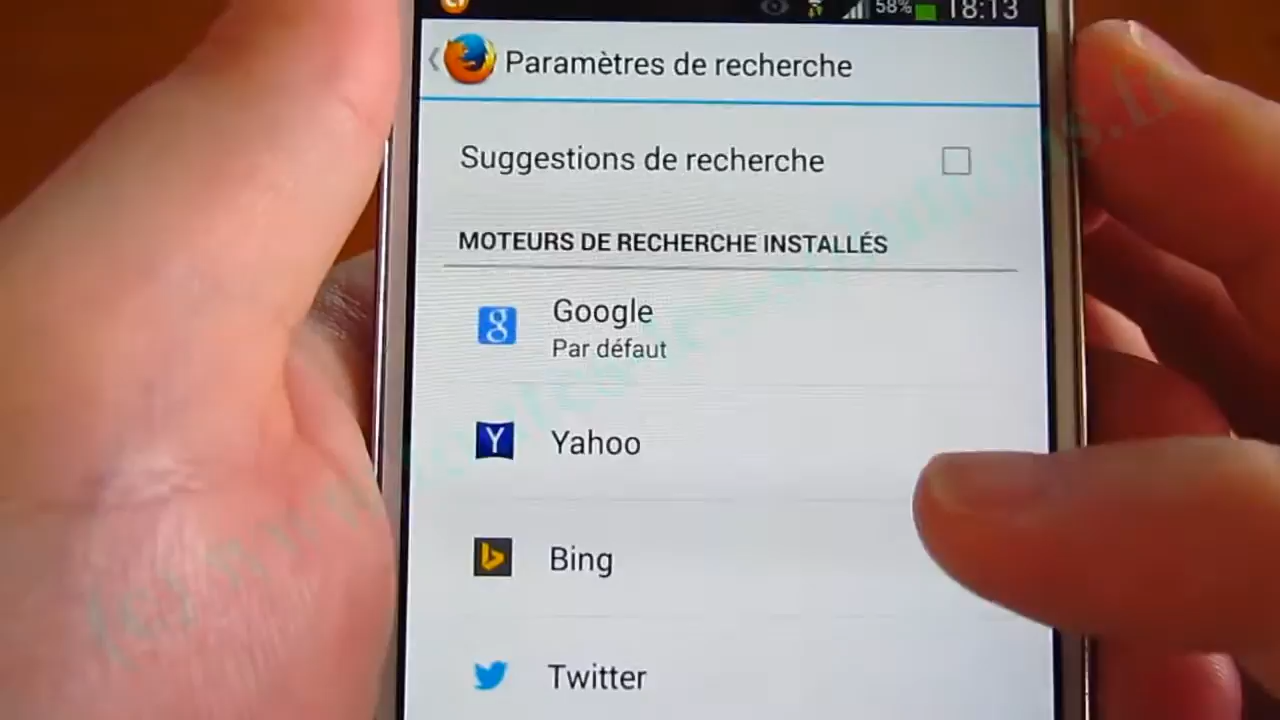 58% 18:13
Paramètres de recherche
Suggestions de recherche
MOTEURS DE RECHERCHE INSTALLÉS
Google
Par défaut
Yahoo
Bing
Twitter